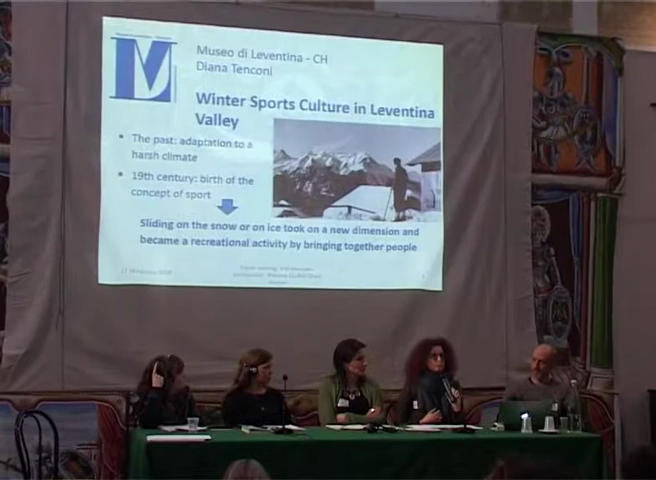 Museo di Leventina - CH
Diana Tenconi
Winter Sports Culture in Leventina
Valley
• The past: adaptation to a
harsh climate
• 19th century: birth of the
concept of sport
Sliding on the snow or on ice took on a new dimension and
became a recreational activity by bringing together people